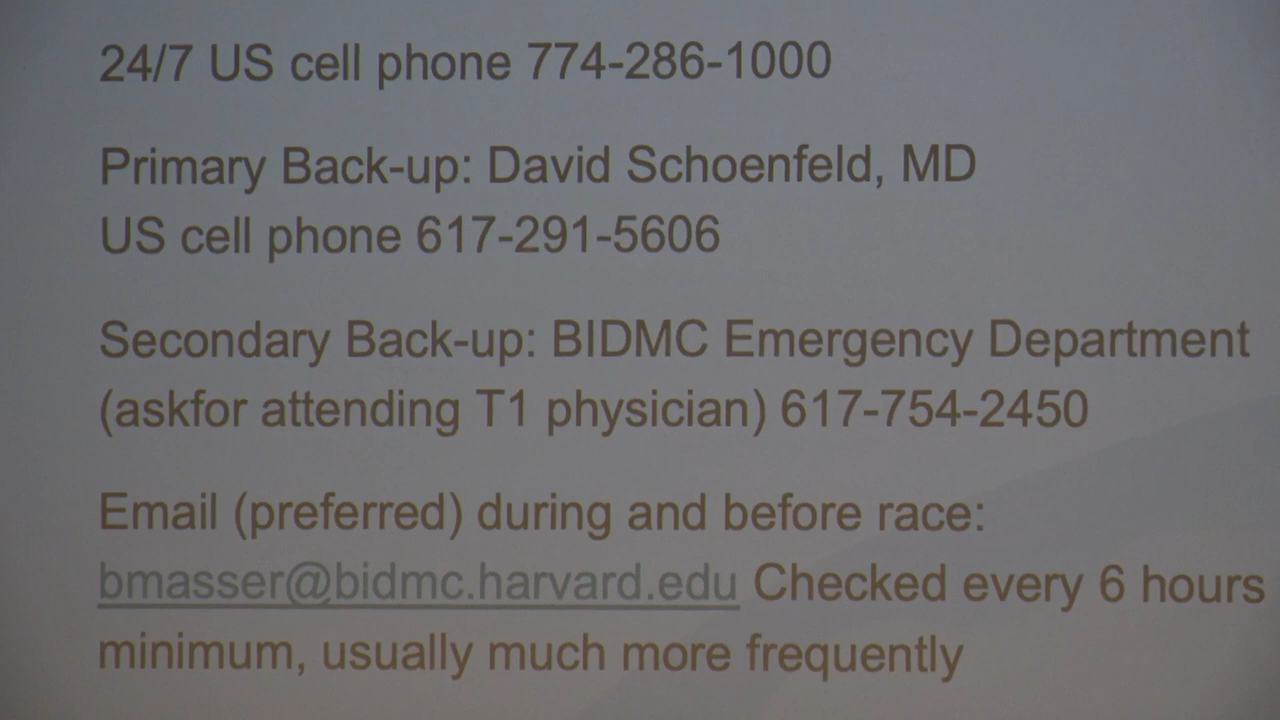 24/7 US cell phone 774-286-1000
Primary Back-up: David Schoenfeld, MD
US cell phone 617-291-5606
Secondary Back-up: BIDMC Emergency Department
(askfor attending T1 physician) 617-754-2450
Email (preferred) during and before race:
bmasser@bidmc.harvard.edu Checked every 6 hours
minimum, usually much more frequently